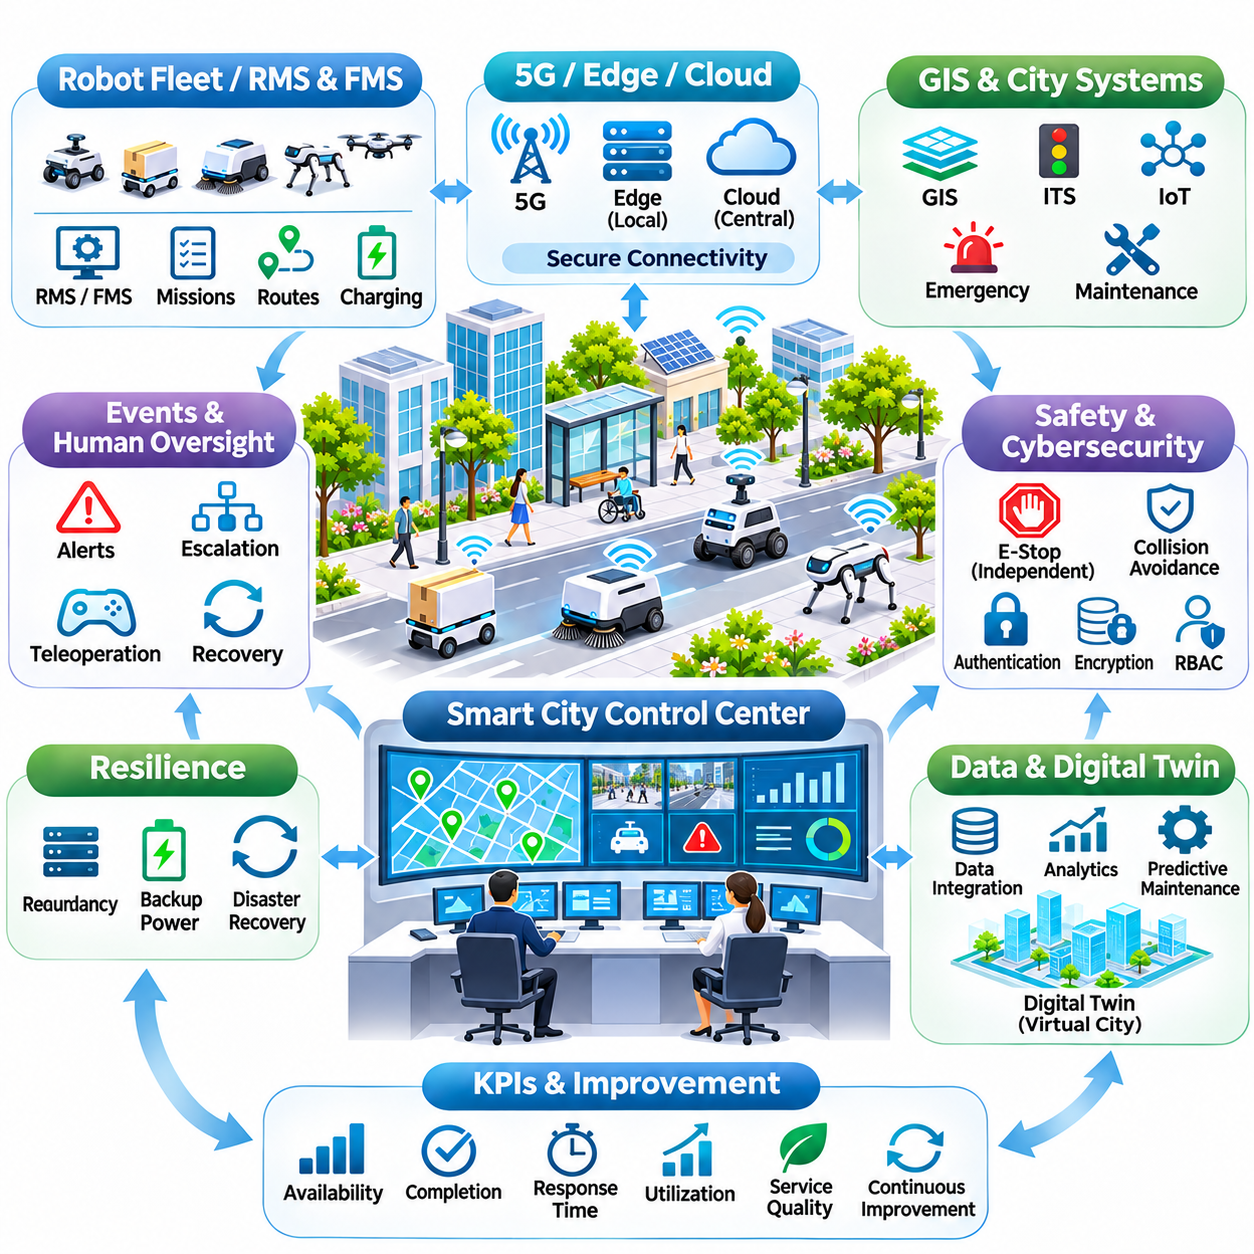 Robot Fleet / RMS & FMS
RMS / FMS
Missions
Routes
Charging
5G / Edge / Cloud
5G
Edge
(Local)
Cloud
(Central)
Secure Connectivity
GIS & City Systems
GIS
ITS
IoT
Emergency
Maintenance
Events &
Human Oversight
Alerts
Escalation
Teleoperation
Recovery
Safety &
Cybersecurity
E-Stop
(Independent)
Collision
Avoidance
Authentication
Encryption
RBAC
Smart City Control Center
Resilience
Reaurdancy
Backup
Power
Disaster
Recovery
Data & Digital Twin
Data
Integration
Analytics
Predictive
Maintenance
Digital Twin
(Virtual City)
KPIs & Improvement
Availability
Completion
Response
Time
Utilization
Service
Quality
Continuous
Improvement